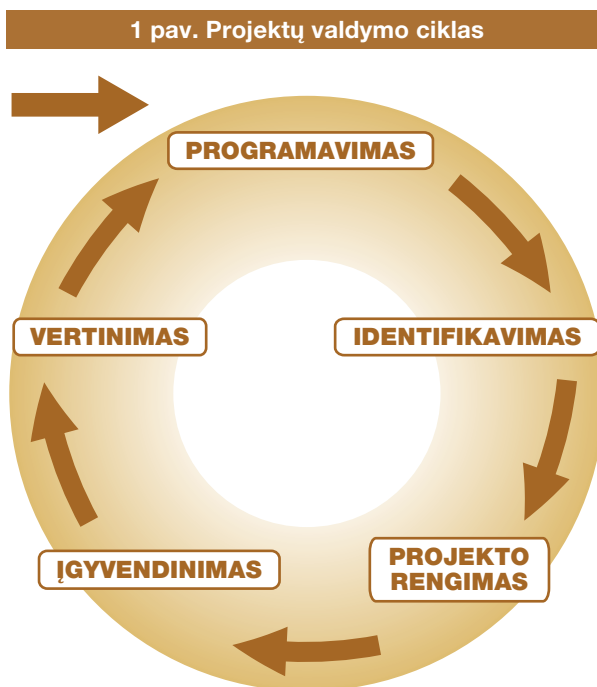 1 pav. Projektų valdymo ciklas
PROGRAMAVIMAS
IDENTIFIKAVIMAS
PROJEKTO
RENGIMAS
ĮGYVENDINIMAS
VERTINIMAS